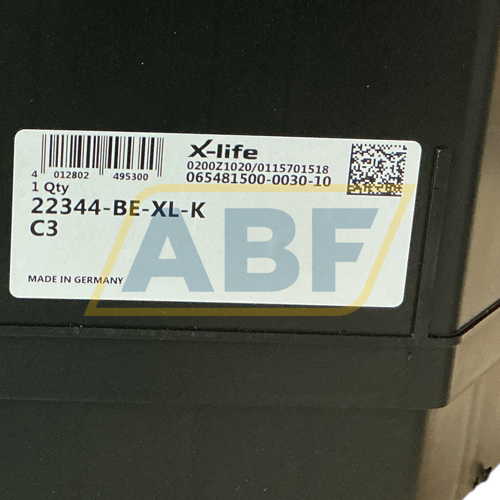 X-life
0200Z1020/0115701518
065481500-0030-10
4 012802 495300
1 Qty
22344-BE-XL-K
C3
MADE IN GERMANY
ABF